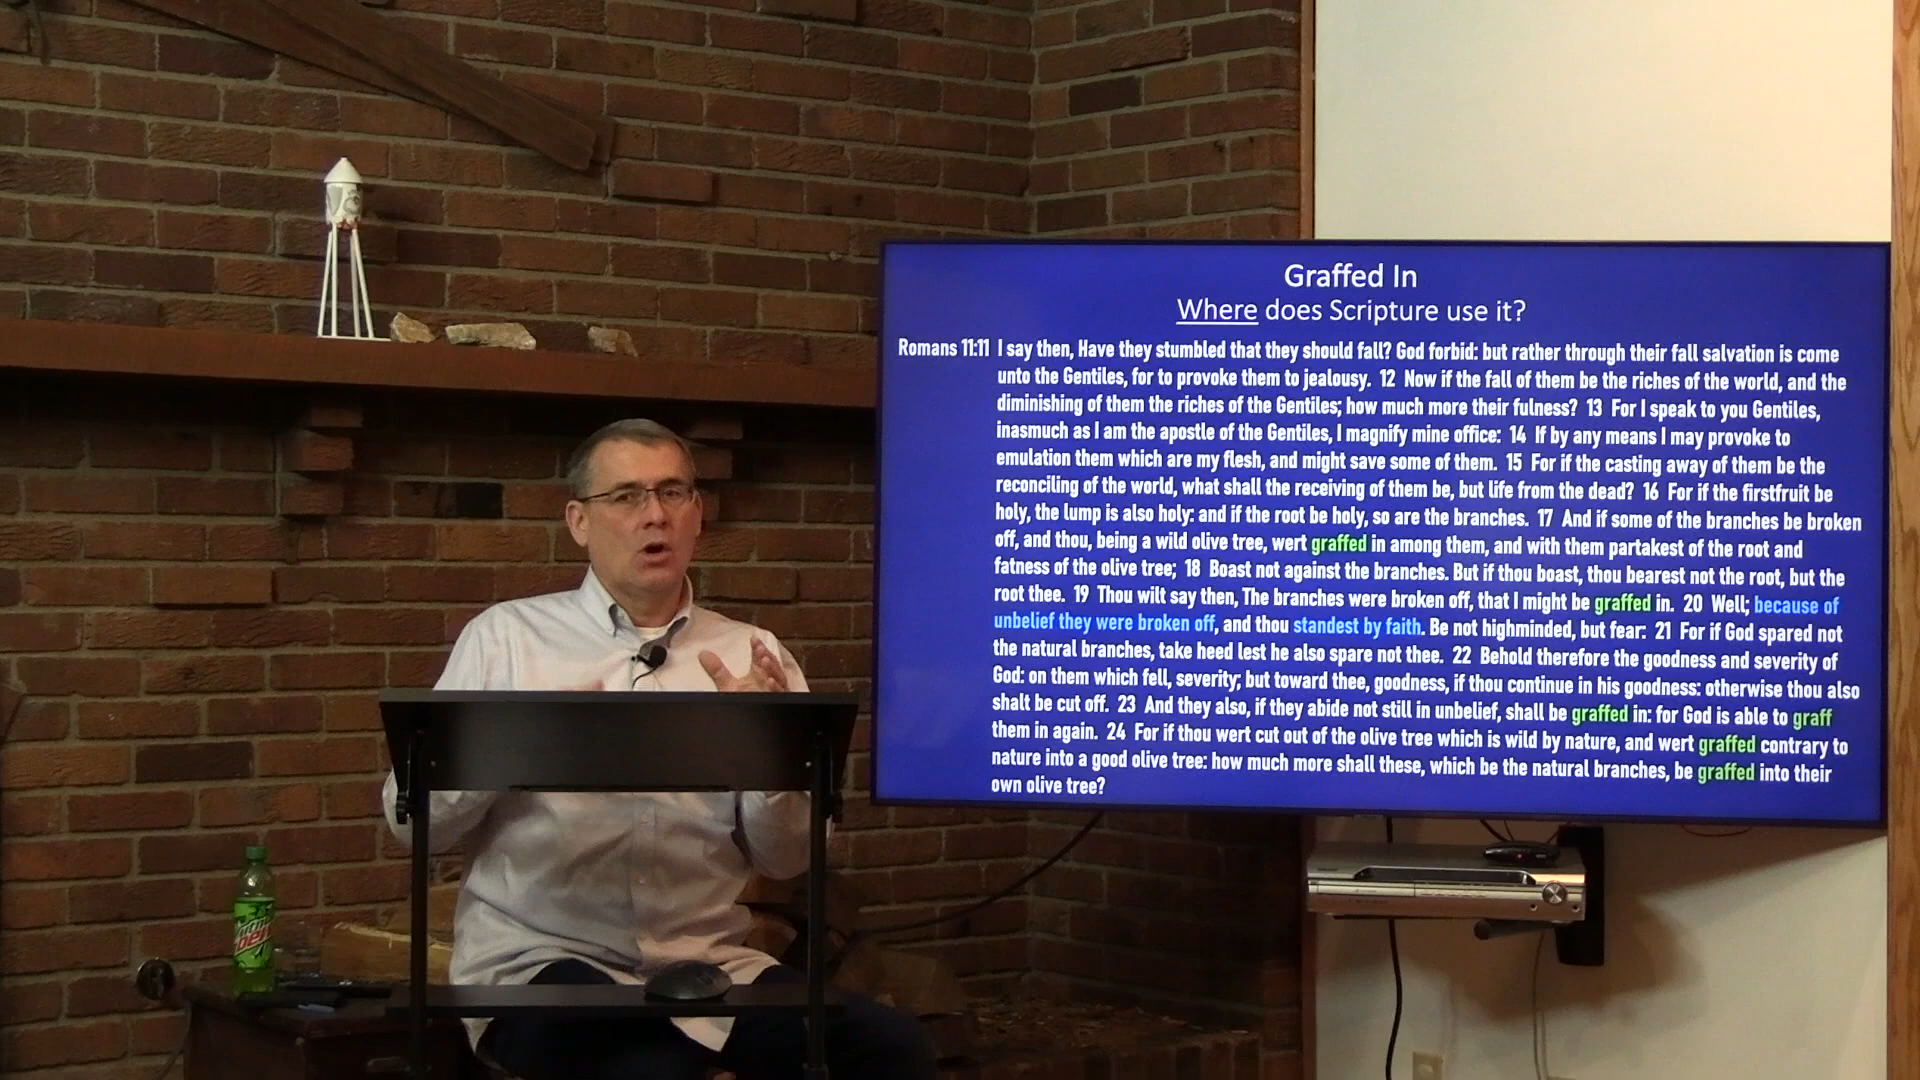 Graffed In
Where does Scripture use it?
Romans 11:11 I say then, Have they stumbled that they should fall? God forbid: but rather through their fall salvation is come
unto the Gentiles, for to provoke them to jealousy. 12 Now if the fall of them be the riches of the world, and the
diminishing of them the riches of the Gentiles; how much more their fulness? 13 For I speak to you Gentiles,
inasmuch as I am the apostle of the Gentiles, I magnify mine office: 14 If by any means I may provoke to
emulation them which are my flesh, and might save some of them. 15 For if the casting away of them be the
reconciling of the world, what shall the receiving of them be, but life from the dead? 16 For if the firstfruit be
holy, the lump is also holy: and if the root be holy, so are the branches. 17 And if some of the branches be broken
off, and thou, being a wild olive tree, wert graffed in among them, and with them partakest of the root and
fatness of the olive tree; 18 Boast not against the branches. But if thou boast, thou bearest not the root, but the
root thee. 19 Thou wilt say then, The branches were broken off, that I might be graffed in. 20 Well; because of
unbelief they were broken off, and thou standest by faith. Be not highminded, but fear: 21 For if God spared not
the natural branches, take heed lest he also spare not thee. 22 Behold therefore the goodness and severity of
God: on them which fell, severity; but toward thee, goodness, if thou continue in his goodness: otherwise thou also
shalt be cut off. 23 And they also, if they abide not still in unbelief, shall be graffed in: for God is able to graff
them in again. 24 For if thou wert cut out of the olive tree which is wild by nature, and wert graffed contrary to
nature into a good olive tree: how much more shall these, which be the natural branches, be graffed into their
own olive tree?